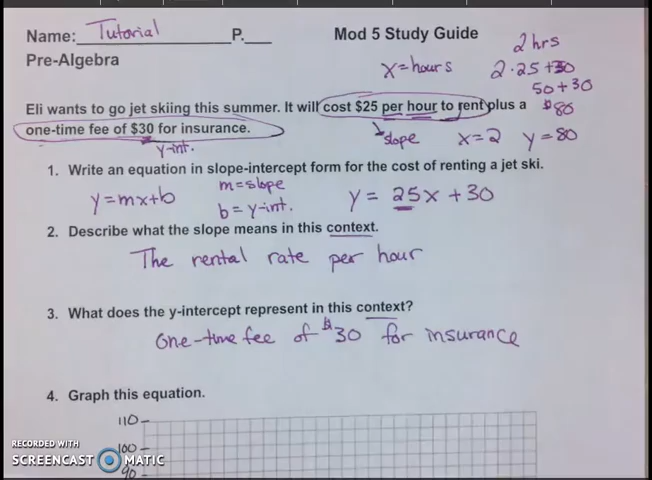 Name: Tutorial P.___ Mod 5 Study Guide
Pre-Algebra
2 hrs
x=hours 2·25+30
50+30
$80
Eli wants to go jet skiing this summer. It will cost $25 per hour to rent plus a
one-time fee of $30 for insurance.
slope x=2 y=80
y-int.
1. Write an equation in slope-intercept form for the cost of renting a jet ski.
y=mx+b m=slope y = 25x +30
b=y-int.
2. Describe what the slope means in this context.
The rental rate per hour
3. What does the y-intercept represent in this context?
One-time fee of $30 for insurance
4. Graph this equation.
110
100
90
RECORDED WITH
SCREENCAST MATIC